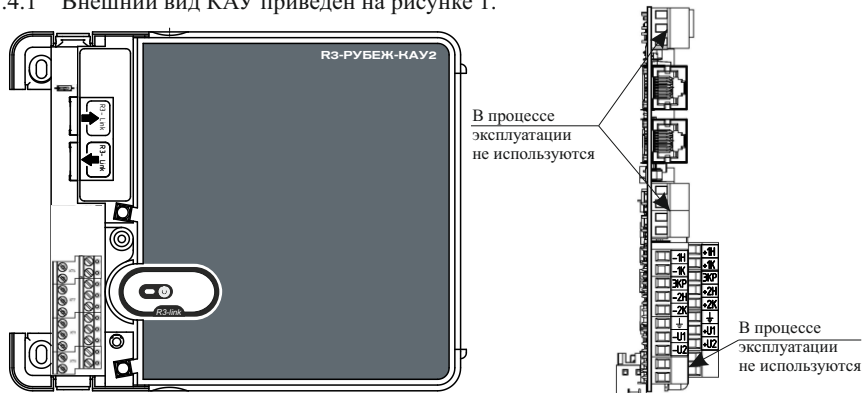 .4.1 Внешний вид КАУ приведен на рисунке 1.
R3-РУБЕЖ-КАУ2
R3-Link
R3-Link
R3-link
В процессе
эксплуатации
не используются
-1Н
-1К
ЭКР
-2Н
-2К
-U1
-U2
+1Н
+1К
ЭКР
+2Н
+2К
+U1
+U2
В процессе
эксплуатации
не используются